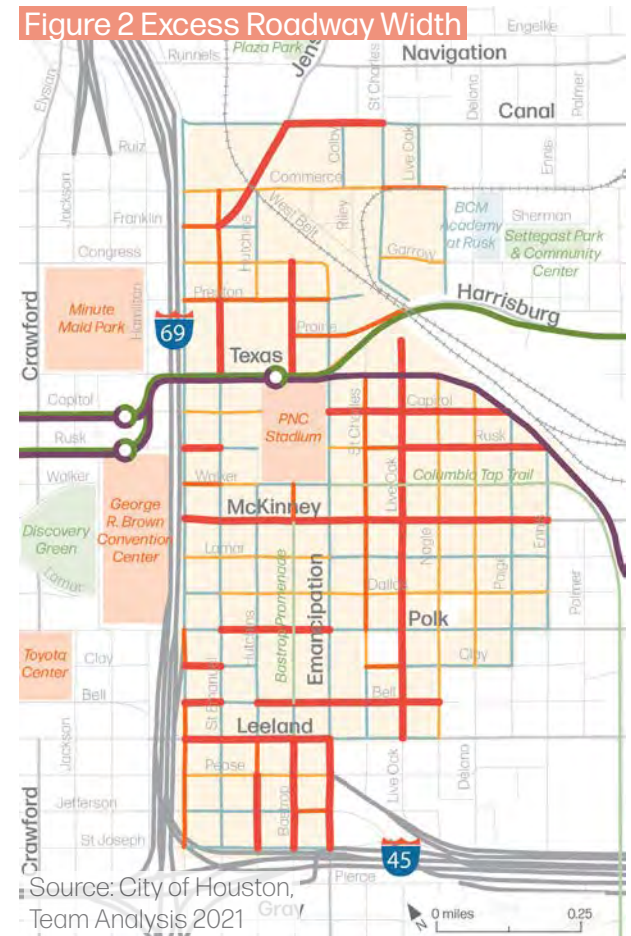 Figure 2 Excess Roadway Width
Engelke
Runnels
Plaza Park
Jens
Navigation
Elysian
St Charles
Delano
Palmer
Canal
Ruiz
Colby
Live Oak
Ennis
Jackson
Commerce
West Belt
Riley
BCM
Academy
at Rusk
Sherman
Settegast Park
& Community
Center
Franklin
Hutchins
Congress
Garrow
Preston
Harrisburg
Crawford
Minute
Maid Park
Hamilton
69
Prairie
Texas
Capitol
PNC
Stadium
St Charles
Capitol
Rusk
Rusk
Live Oak
Walker
Walker
Columbia Tap Trail
McKinney
Discovery
Green
George
R. Brown
Convention
Center
Lamar
Lamar
Nagle
Ennis
Bastrop Promenade
Emancipation
Dallas
Paige
Palmer
Polk
Hutchins
Toyota
Center
Clay
Clay
Bell
St Emanuel
Bell
Leeland
Jackson
Pease
Live Oak
Delano
Crawford
Jefferson
Bastrop
St Joseph
45
Pierce
Source: City of Houston,
Team Analysis 2021
Gray
N
0 miles
0.25